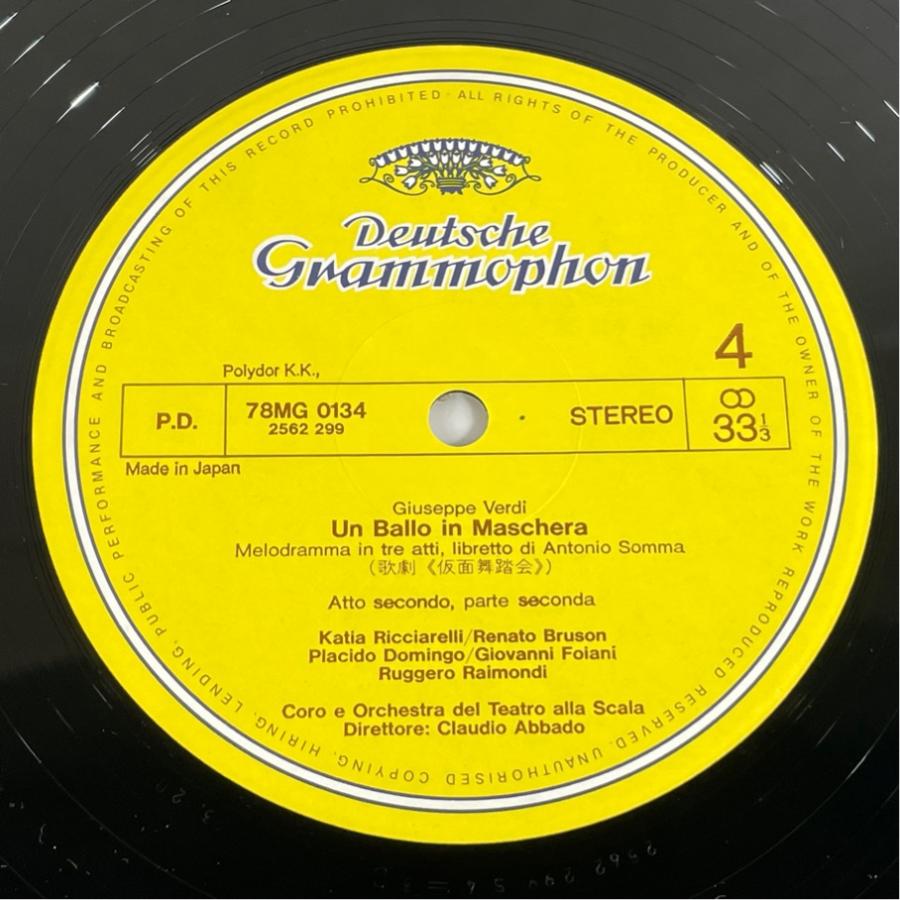 PUBLIC PERFORMANCE AND BROADCASTING OF THIS RECORD PROHIBITED · ALL RIGHTS OF THE PRODUCER AND OF THE OWNER OF THE WORK REPRODUCED RESERVED. UNAUTHORISED COPYING, HIRING, LENDING,
Deutsche
Grammophon
4
Polydor K.K.,
P.D.
78MG 0134
2562 299
STEREO
33 1/3
Made in Japan
Giuseppe Verdi
Un Ballo in Maschera
Melodramma in tre atti, libretto di Antonio Somma
(歌劇《仮面舞踏会》)
Atto secondo, parte seconda
Katia Ricciarelli/Renato Bruson
Placido Domingo/Giovanni Foiani
Ruggero Raimondi
Coro e Orchestra del Teatro alla Scala
Direttore: Claudio Abbado